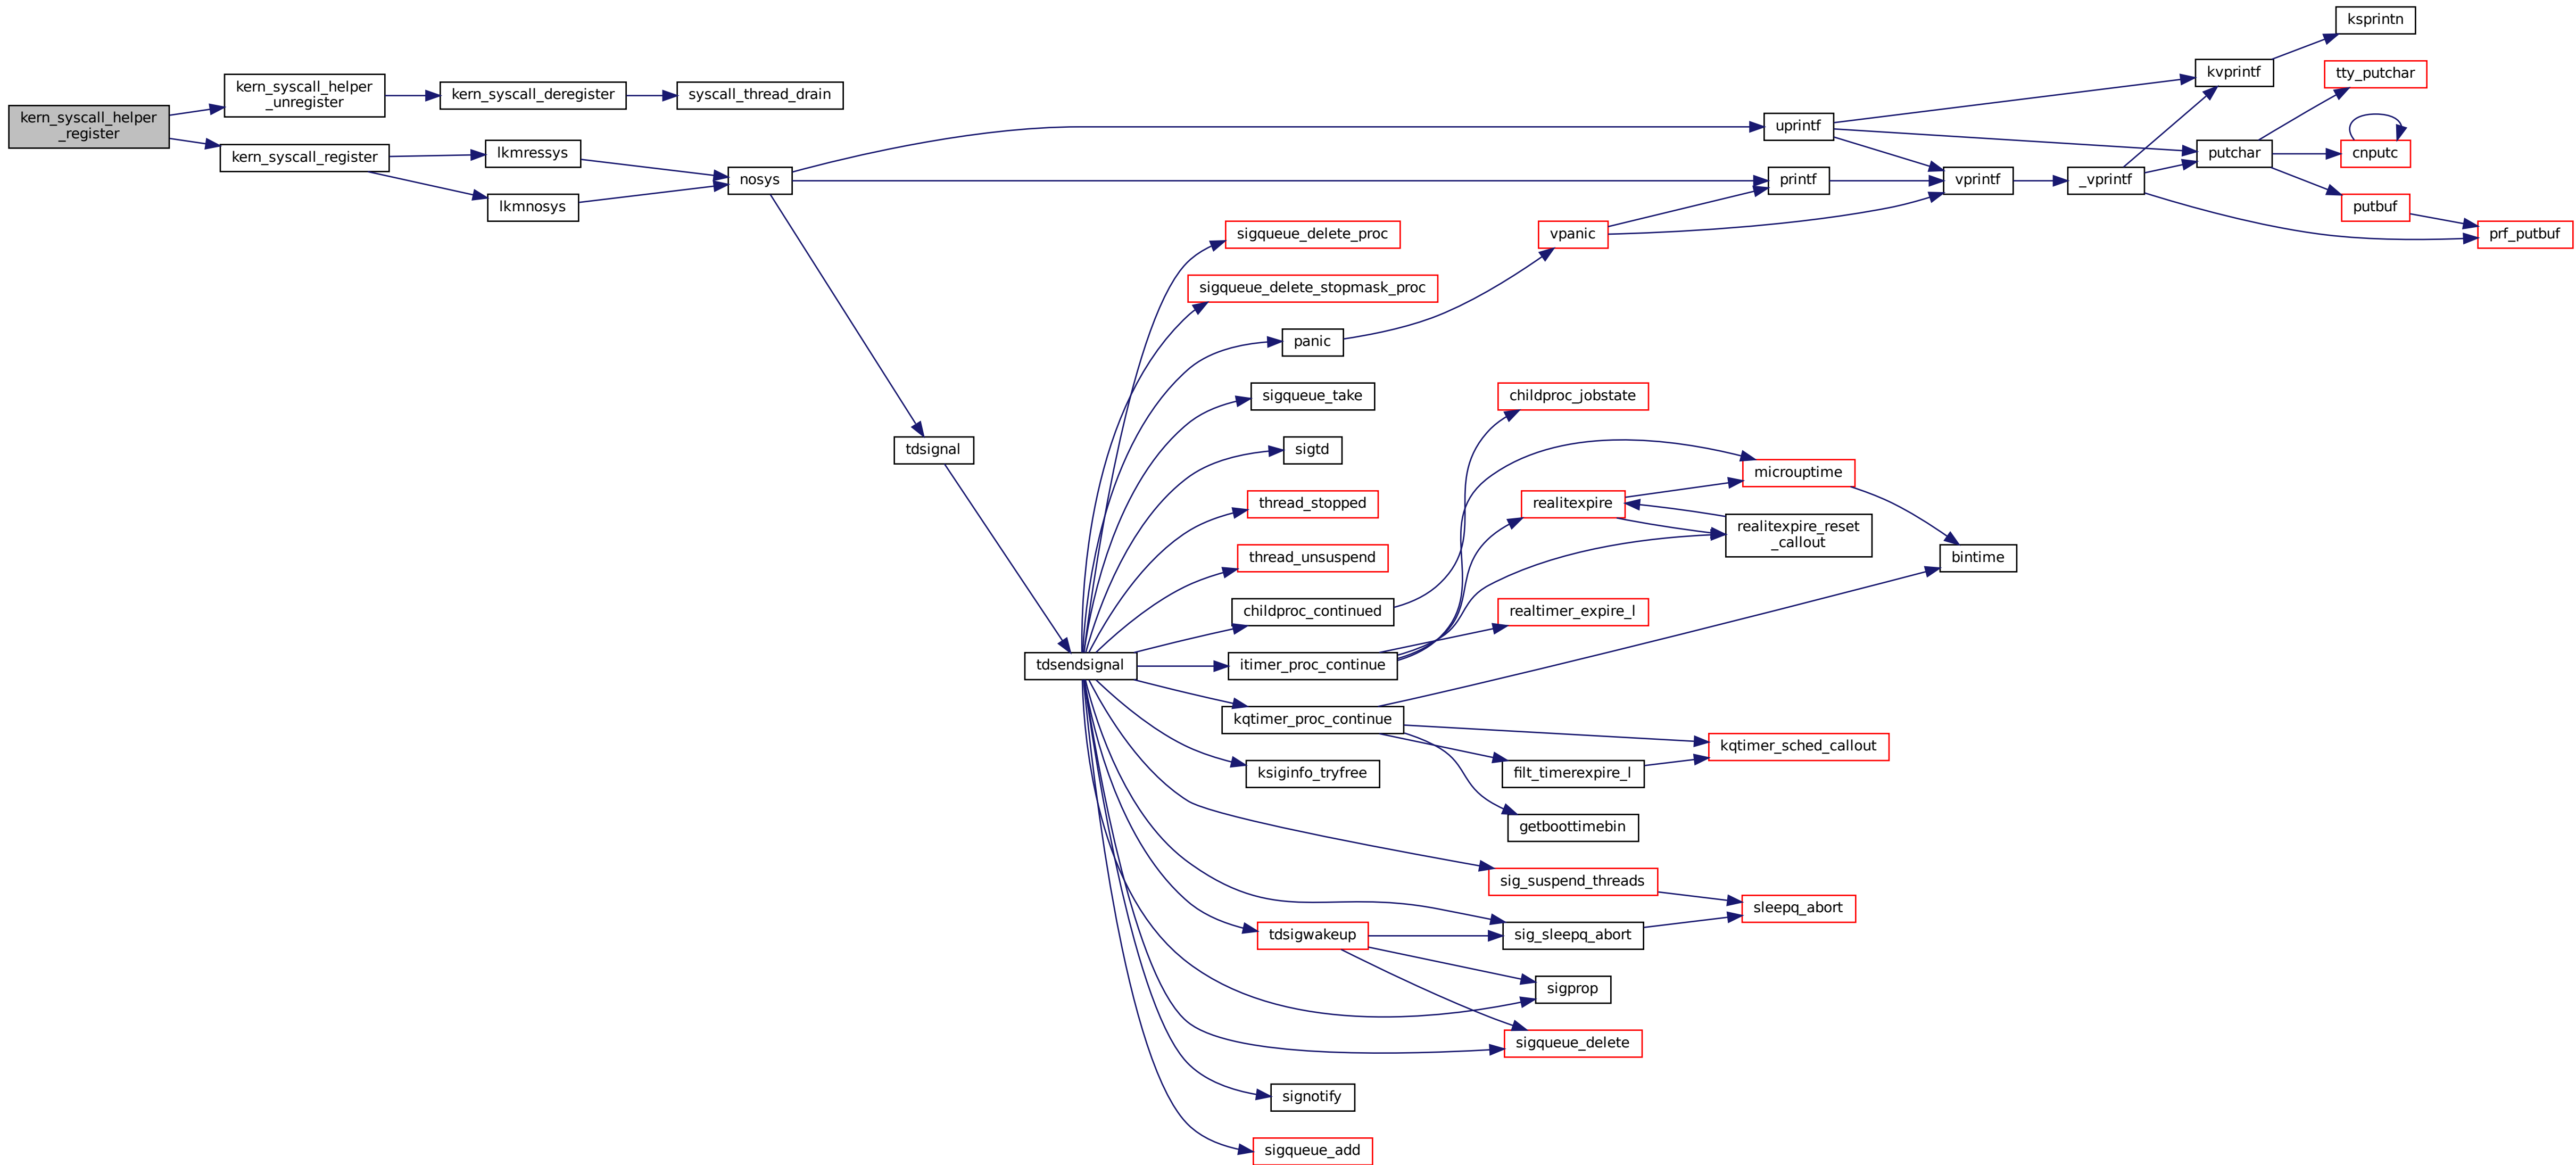 kern_syscall_helper
_register
kern_syscall_helper
_unregister
kern_syscall_deregister
syscall_thread_drain
kern_syscall_register
lkmressys
lkmnosys
nosys
uprintf
printf
vprintf
_vprintf
kvprintf
ksprintn
putchar
tty_putchar
cnputc
putbuf
prf_putbuf
tdsignal
tdsendsignal
sigqueue_delete_proc
sigqueue_delete_stopmask_proc
panic
vpanic
sigqueue_take
sigtd
thread_stopped
thread_unsuspend
childproc_continued
childproc_jobstate
itimer_proc_continue
realitexpire
microuptime
realitexpire_reset
_callout
realtimer_expire_l
bintime
kqtimer_proc_continue
kqtimer_sched_callout
filt_timerexpire_l
getboottimebin
ksiginfo_tryfree
sig_suspend_threads
sleepq_abort
tdsigwakeup
sig_sleepq_abort
sigprop
sigqueue_delete
signotify
sigqueue_add